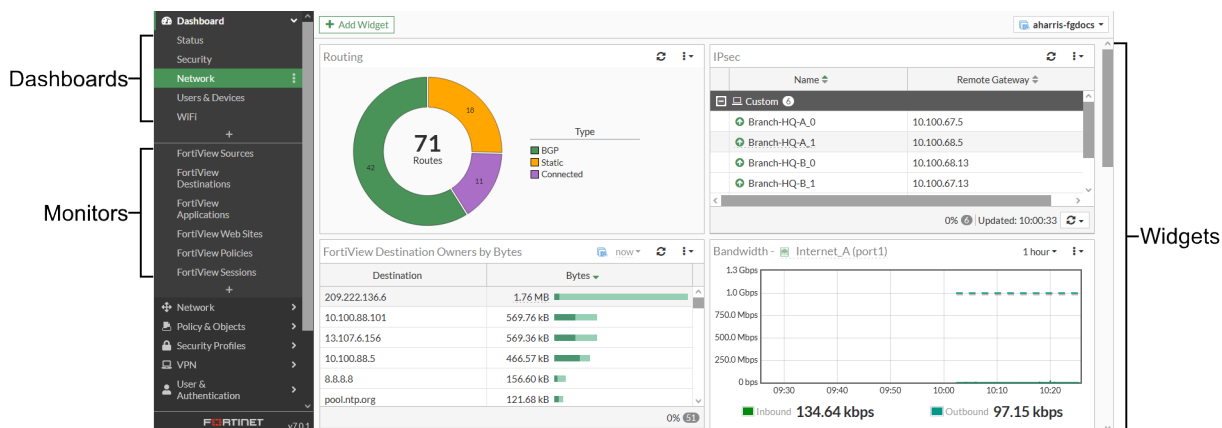 Dashboards
Monitors
Widgets
Dashboard
Status
Security
Network
Users & Devices
WiFi
+
FortiView Sources
FortiView
Destinations
FortiView
Applications
FortiView Web Sites
FortiView Policies
FortiView Sessions
+
Network
Policy & Objects
Security Profiles
VPN
User &
Authentication
FORTINET v7.0.1
+ Add Widget
aharris-fgdocs
Routing
71
Routes
18
11
42
Type
BGP
Static
Connected
IPsec
Name Remote Gateway
Custom 6
Branch-HQ-A_0 10.100.67.5
Branch-HQ-A_1 10.100.68.5
Branch-HQ-B_0 10.100.68.13
Branch-HQ-B_1 10.100.67.13
0% 6 Updated: 10:00:33
FortiView Destination Owners by Bytes now
Destination Bytes
209.222.136.6 1.76 MB
10.100.88.101 569.76 kB
13.107.6.156 569.36 kB
10.100.88.5 466.57 kB
8.8.8.8 156.60 kB
pool.ntp.org 121.68 kB
0% 51
Bandwidth - Internet_A (port1) 1 hour
1.3 Gbps
1.0 Gbps
750.0 Mbps
500.0 Mbps
250.0 Mbps
0 bps
09:30 09:40 09:50 10:00 10:10 10:20
Inbound 134.64 kbps Outbound 97.15 kbps